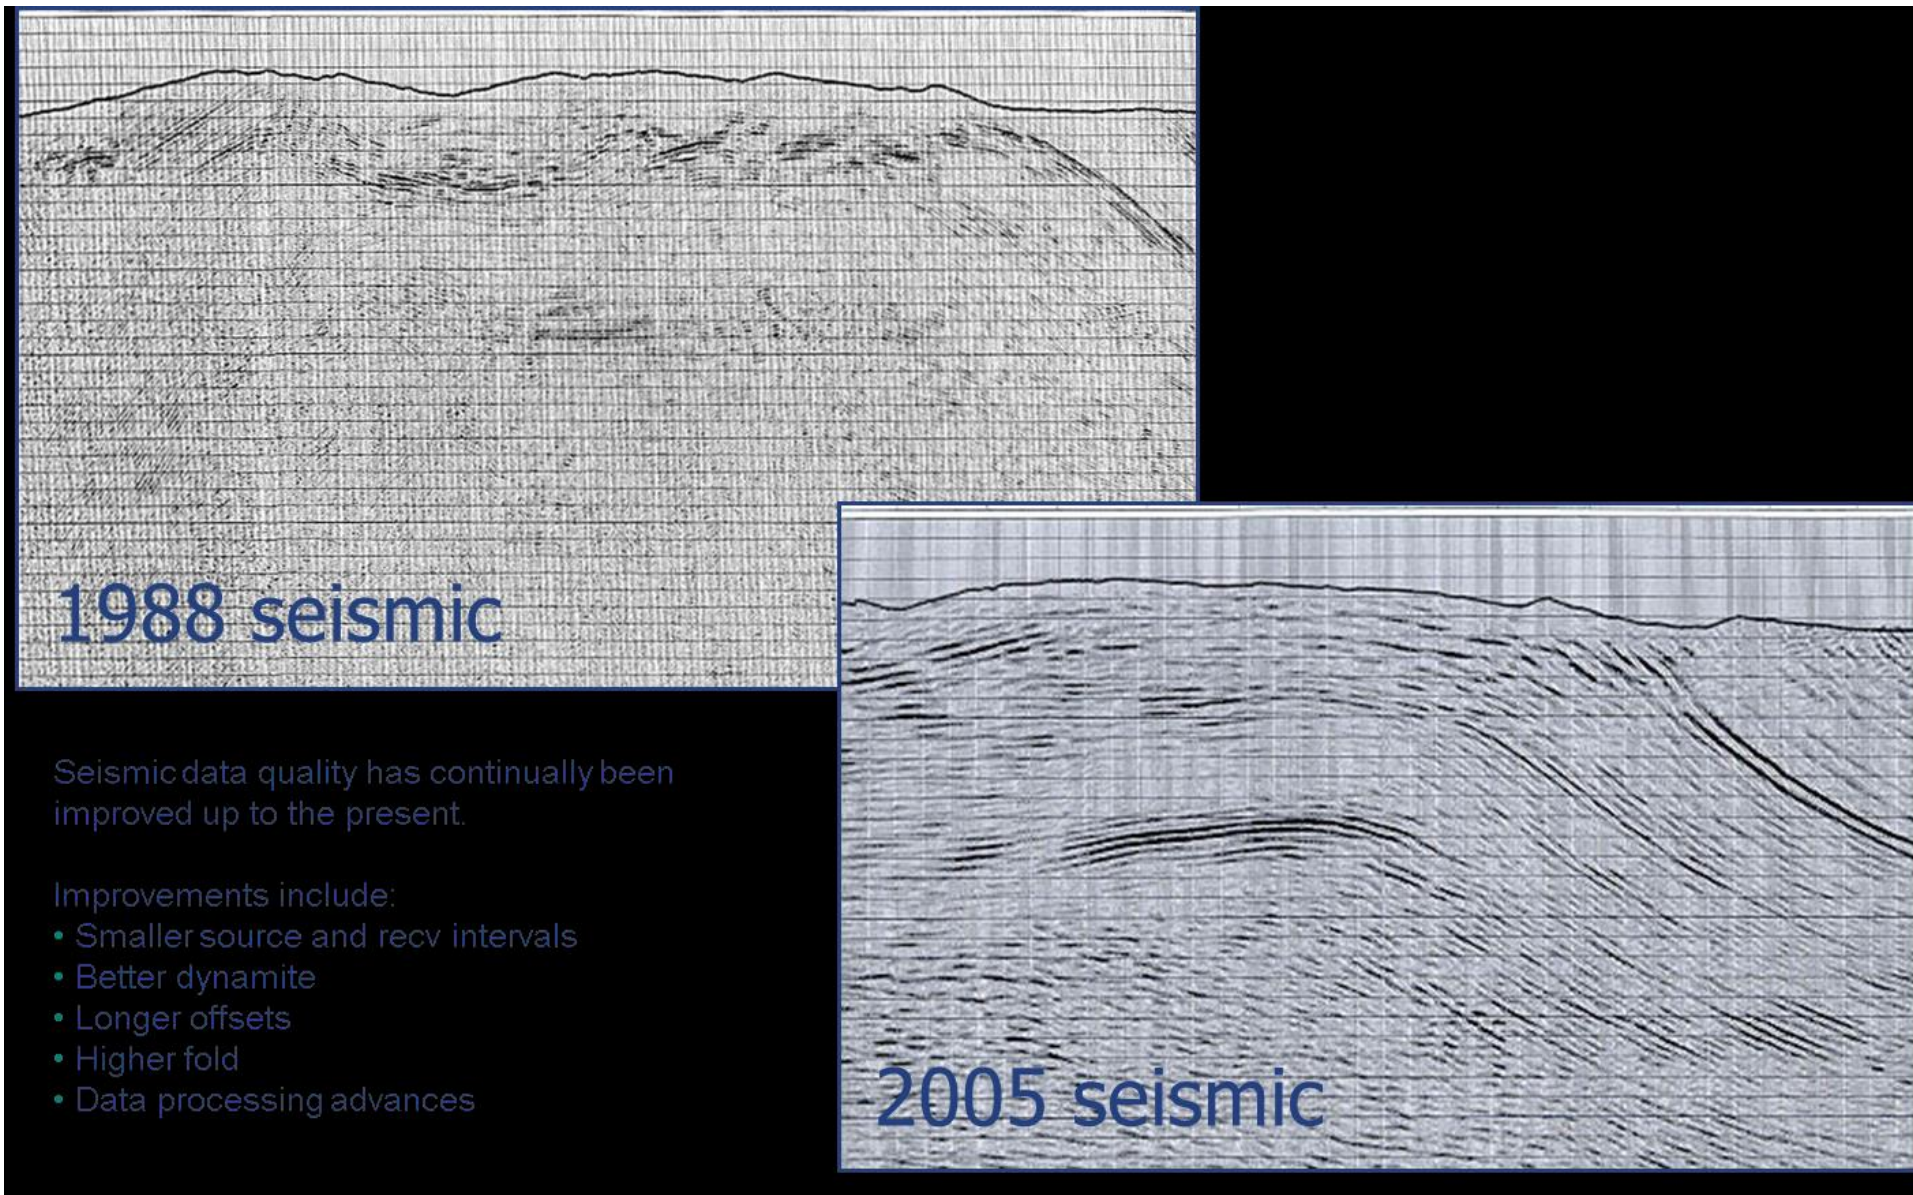 1988 seismic
Seismic data quality has continually been
improved up to the present.
Improvements include:
• Smaller source and recv intervals
• Better dynamite
• Longer offsets
• Higher fold
• Data processing advances
2005 seismic